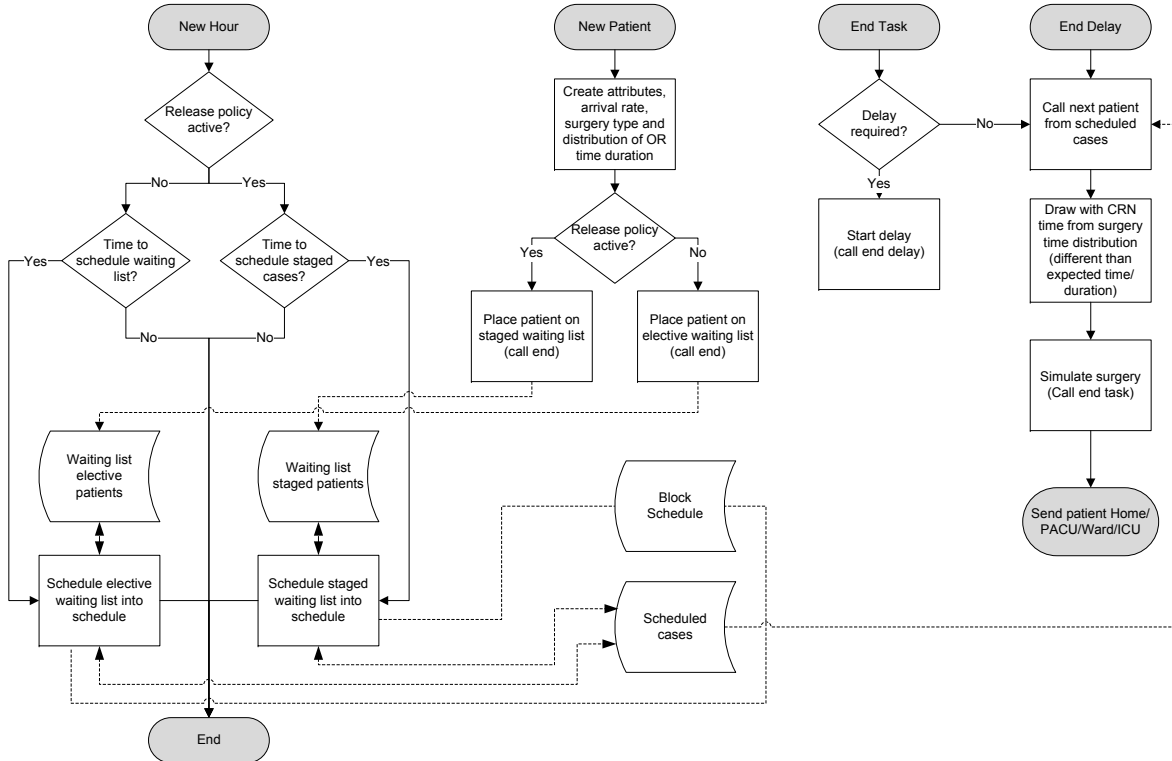 New Hour
New Patient
End Task
End Delay
Release policy
active?
Create attributes,
arrival rate,
surgery type and
distribution of OR
time duration
Delay
required?
No
Call next patient
from scheduled
cases
No
Yes
Yes
Time to
schedule waiting
list?
Yes
Time to
schedule staged
cases?
Yes
Release policy
active?
Yes
No
Start delay
(call end delay)
Draw with CRN
time from surgery
time distribution
(different than
expected time/
duration)
No
No
Place patient on
staged waiting list
(call end)
Place patient on
elective waiting list
(call end)
Simulate surgery
(Call end task)
Waiting list
elective
patients
Waiting list
staged patients
Block
Schedule
Send patient Home/
PACU/Ward/ICU
Schedule elective
waiting list into
schedule
Schedule staged
waiting list into
schedule
Scheduled
cases
End